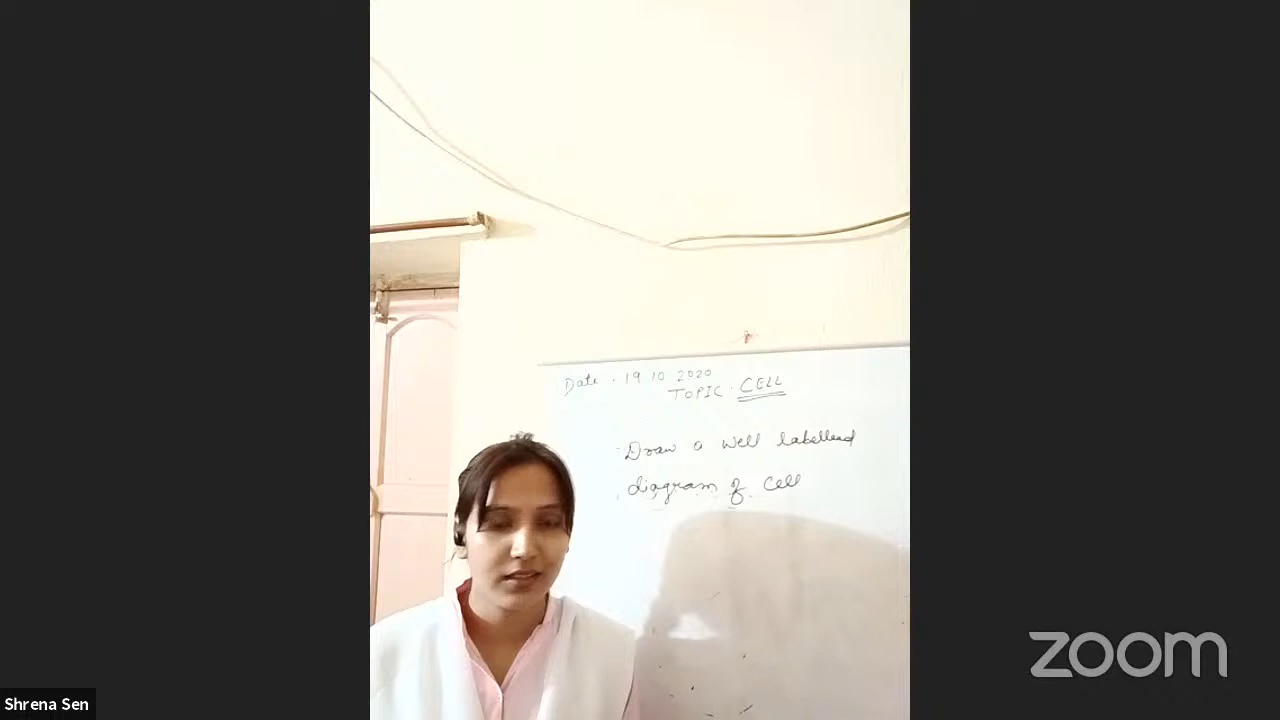 Date . 19 10 2020
TOPIC . CELL
Draw a well labelled
diagram of cell
zoom
Shrena Sen